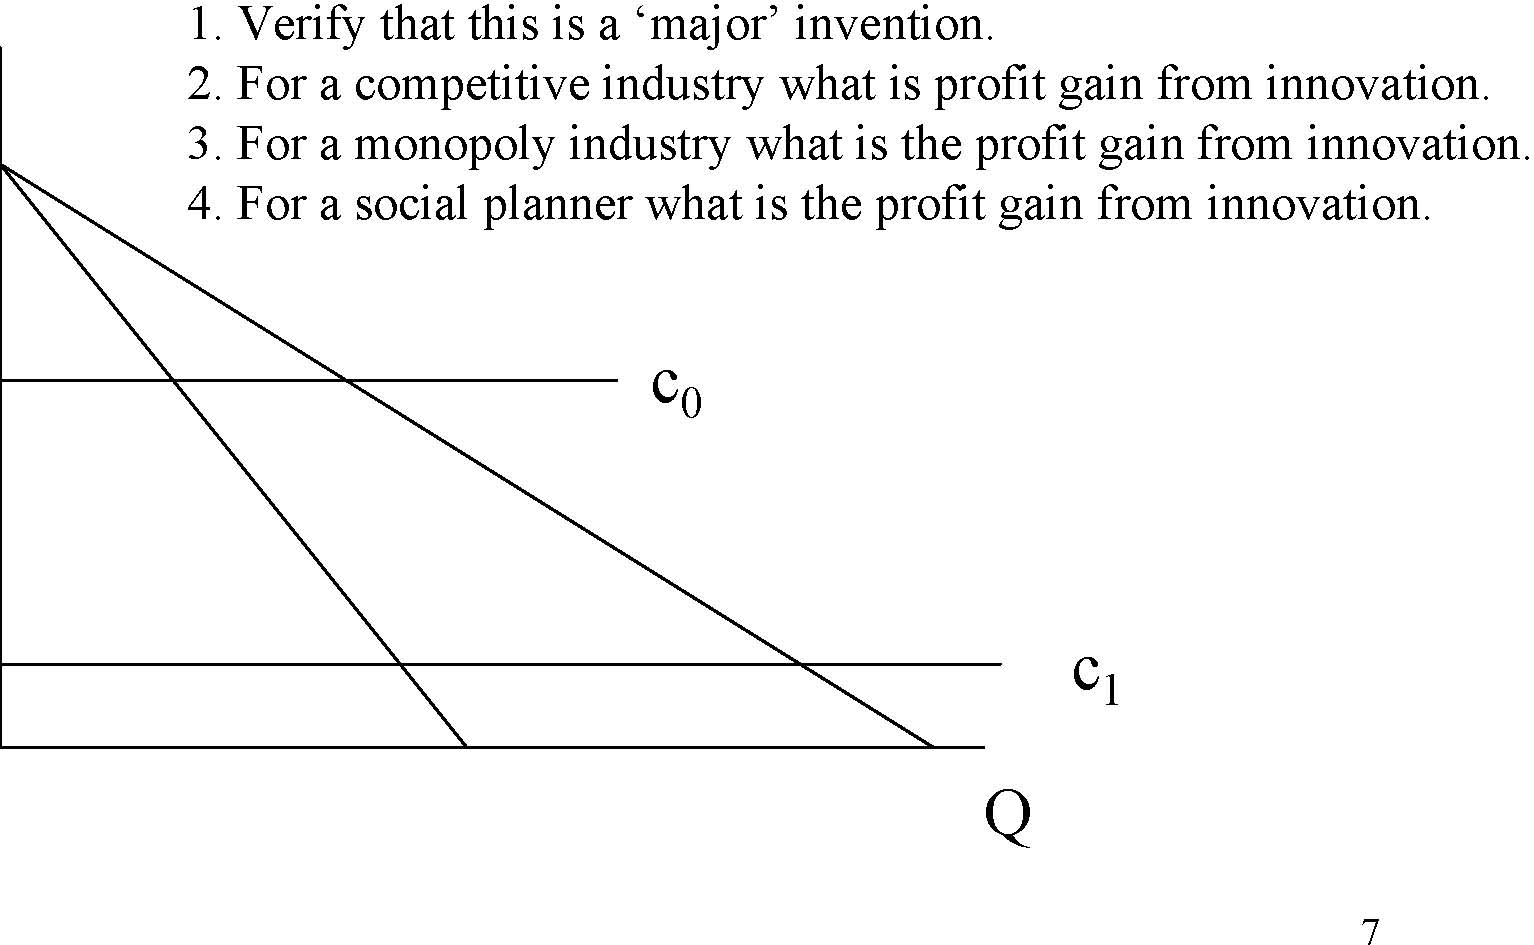 1. Verify that this is a ‘major’ invention.
2. For a competitive industry what is profit gain from innovation.
3. For a monopoly industry what is the profit gain from innovation.
4. For a social planner what is the profit gain from innovation.
c0
c1
Q
7